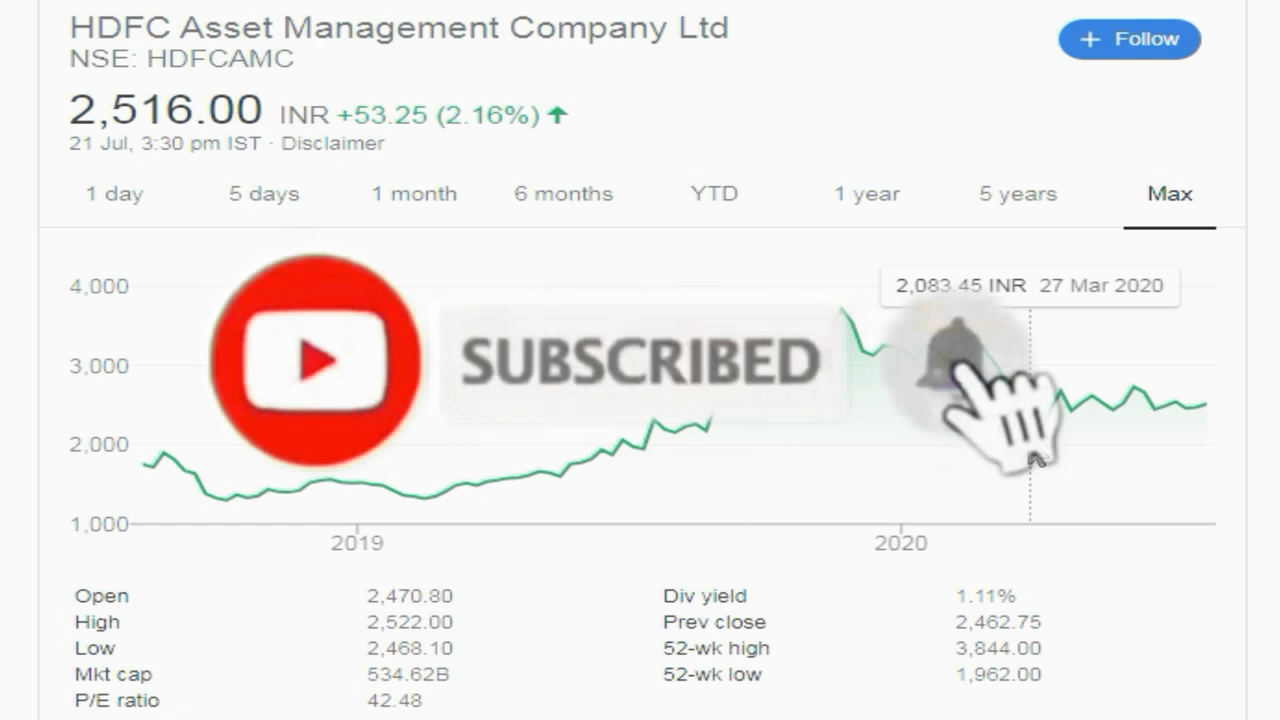 HDFC Asset Management Company Ltd
NSE: HDFCAMC
+ Follow
2,516.00 INR +53.25 (2.16%) ↑
21 Jul, 3:30 pm IST · Disclaimer
1 day 5 days 1 month 6 months YTD 1 year 5 years Max
2,083.45 INR 27 Mar 2020
4,000
3,000
2,000
1,000
SUBSCRIBED
2019 2020
Open 2,470.80 Div yield 1.11%
High 2,522.00 Prev close 2,462.75
Low 2,468.10 52-wk high 3,844.00
Mkt cap 534.62B 52-wk low 1,962.00
P/E ratio 42.48